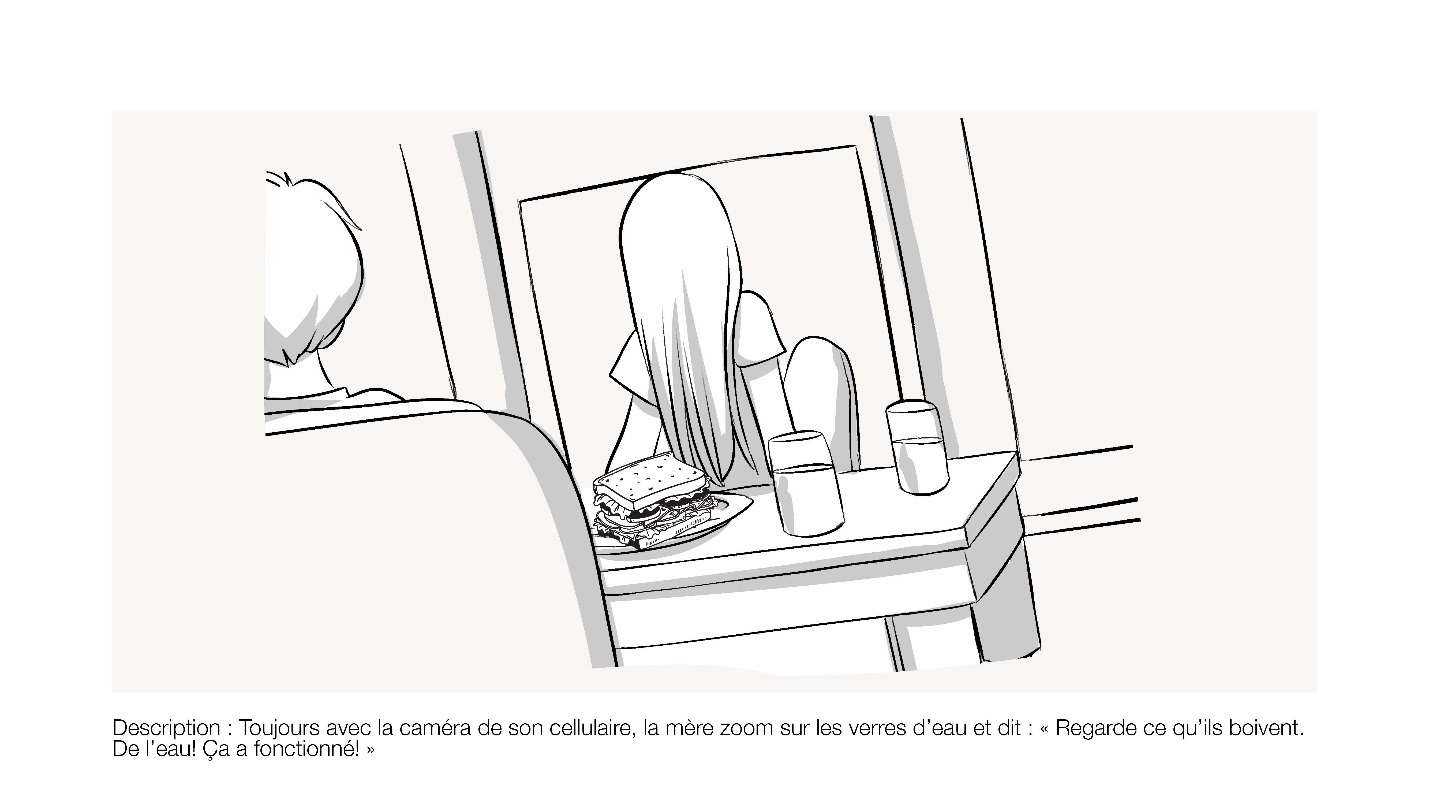 Description : Toujours avec la caméra de son cellulaire, la mère zoom sur les verres d’eau et dit : « Regarde ce qu’ils boivent.
De l’eau! Ça a fonctionné! »